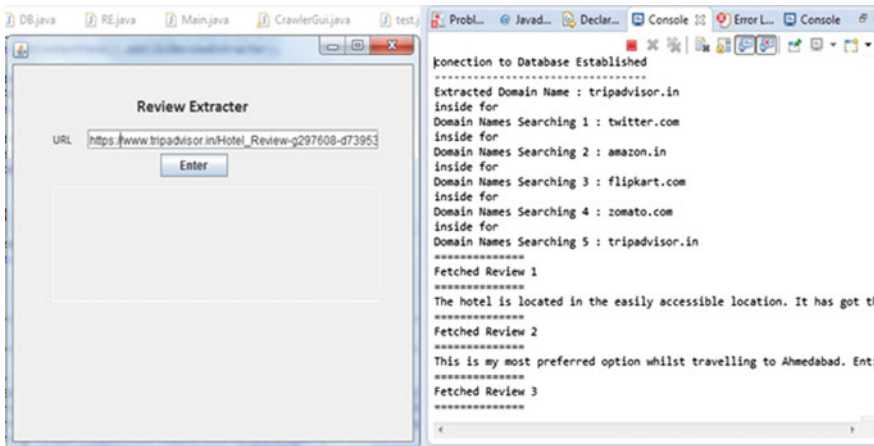 DB.java RE.java Main.java CrawlerGui.java test.j
Review Extracter
URL https://www.tripadvisor.in/Hotel_Review-g297608-d73953
Enter
Probl... @ Javad... Declar... Console Error L... Console
conection to Database Established
---------------------------------
Extracted Domain Name : tripadvisor.in
inside for
Domain Names Searching 1 : twitter.com
inside for
Domain Names Searching 2 : amazon.in
inside for
Domain Names Searching 3 : flipkart.com
inside for
Domain Names Searching 4 : zomato.com
inside for
Domain Names Searching 5 : tripadvisor.in
==============
Fetched Review 1
==============
The hotel is located in the easily accessible location. It has got th
==============
Fetched Review 2
==============
This is my most preferred option whilst travelling to Ahmedabad. Enti
==============
Fetched Review 3
==============